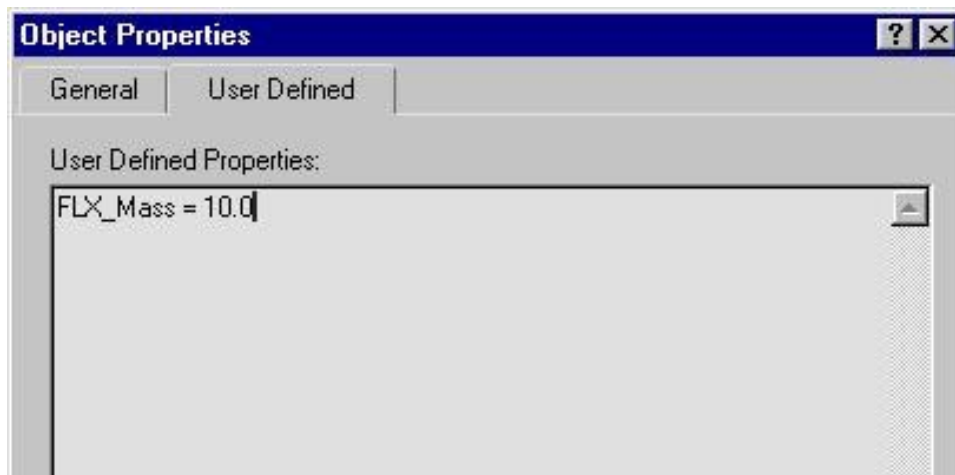 Object Properties
General User Defined
User Defined Properties:
FLX_Mass = 10.0